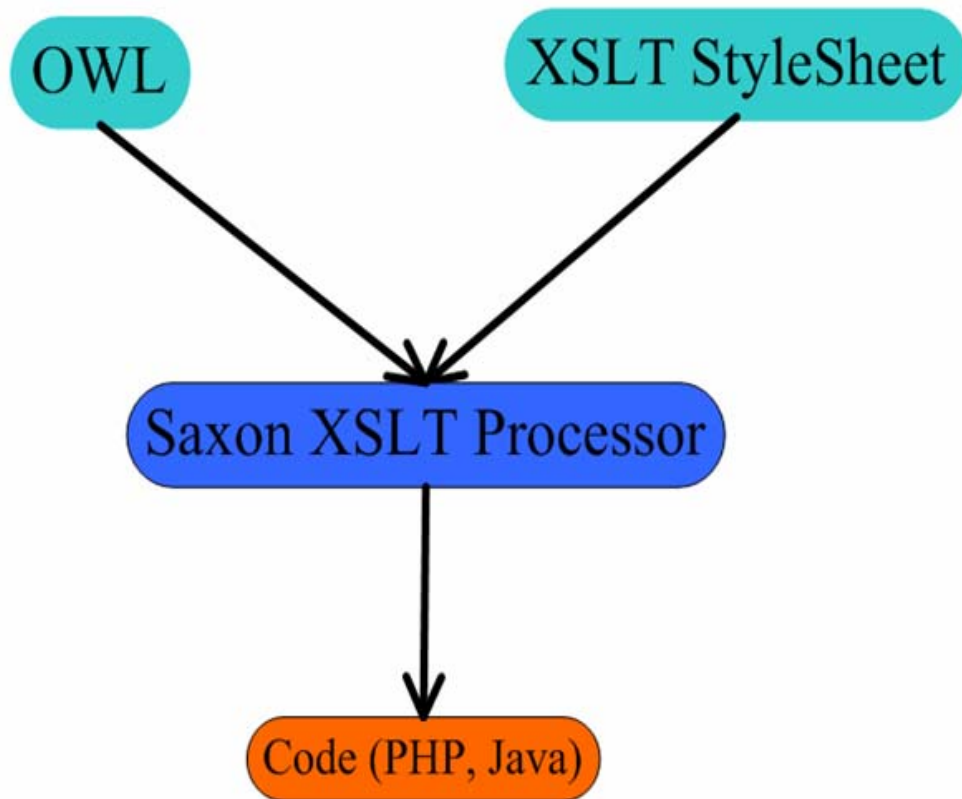 OWL
XSLT StyleSheet
Saxon XSLT Processor
Code (PHP, Java)